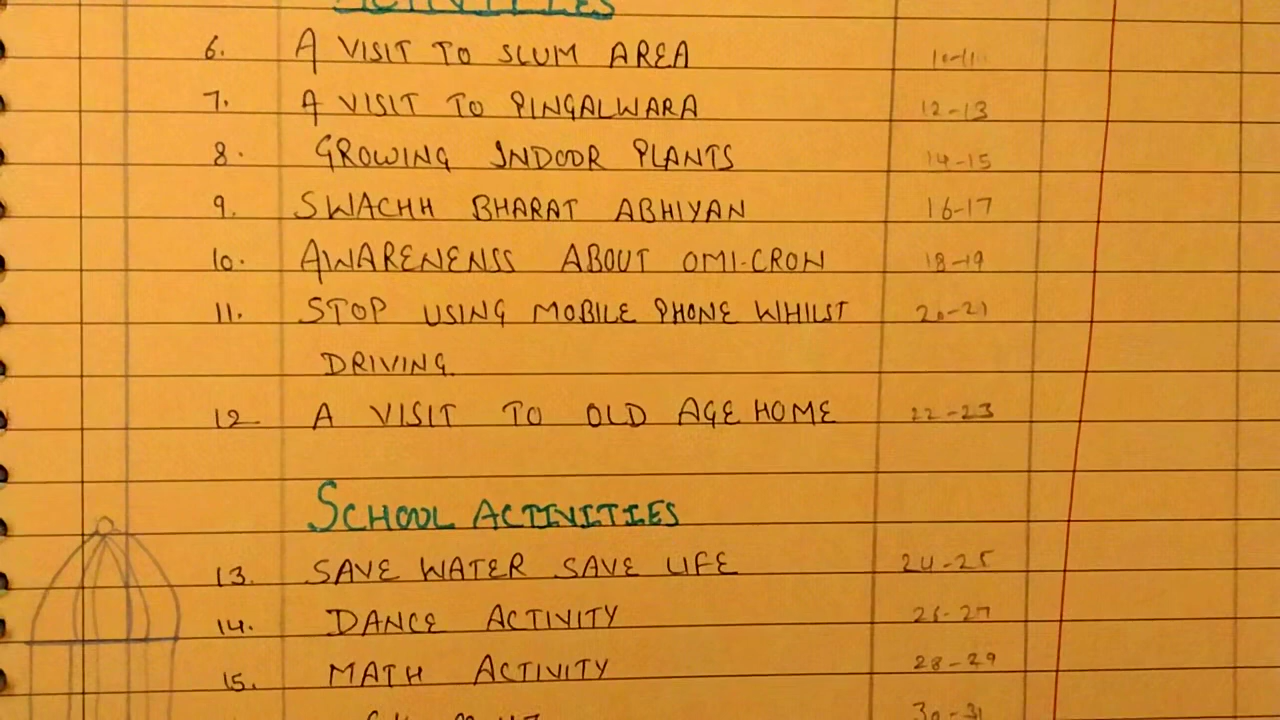 ACTIVITIES
6. A VISIT TO SLUM AREA 10-11
7. A VISIT TO PINGALWARA 12-13
8. GROWING INDOOR PLANTS 14-15
9. SWACHH BHARAT ABHIYAN 16-17
10. AWARENENSS ABOUT OMI-CRON 18-19
11. STOP USING MOBILE PHONE WHILST 20-21
DRIVING.
12 A VISIT TO OLD AGE HOME 22-23
SCHOOL ACTIVITIES
13. SAVE WATER SAVE LIFE 24-25
14. DANCE ACTIVITY 26-27
15. MATH ACTIVITY 28-29
30-31